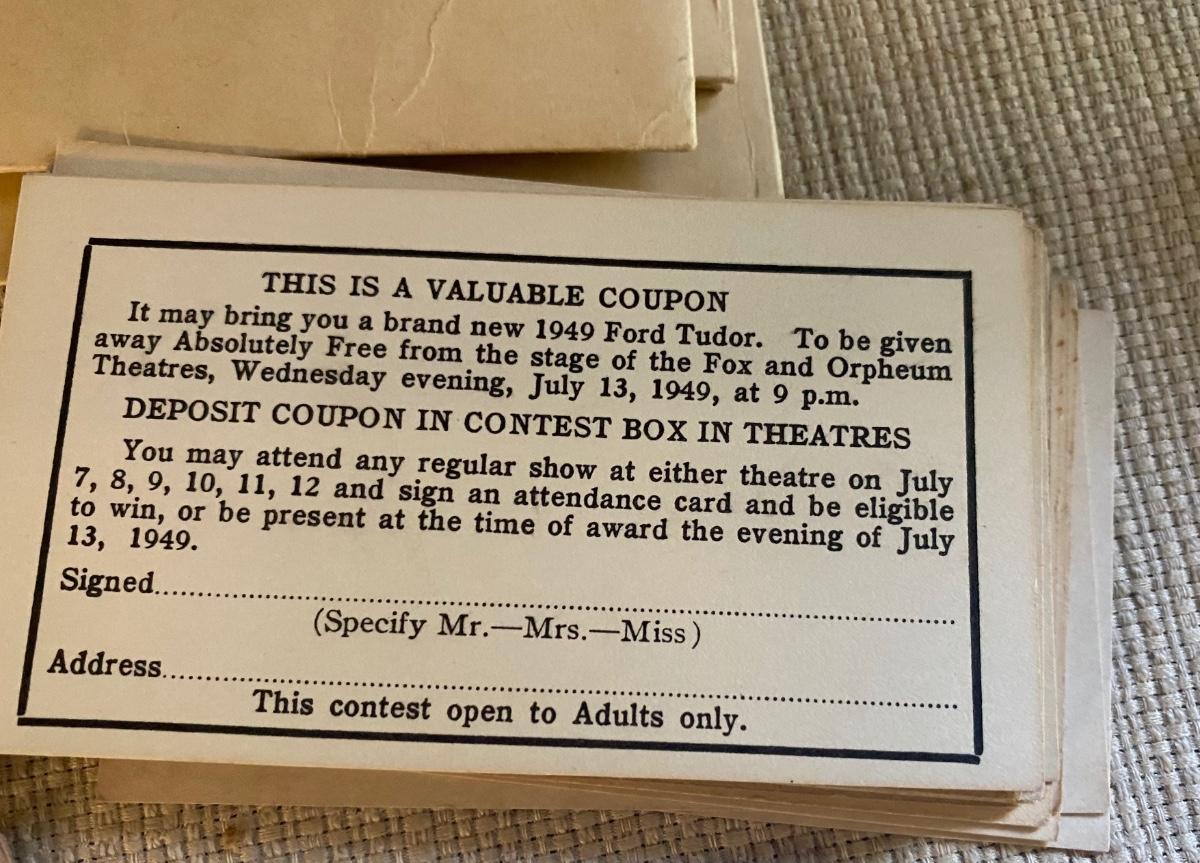 THIS IS A VALUABLE COUPON
It may bring you a brand new 1949 Ford Tudor. To be given
away Absolutely Free from the stage of the Fox and Orpheum
Theatres, Wednesday evening, July 13, 1949, at 9 p.m.
DEPOSIT COUPON IN CONTEST BOX IN THEATRES
You may attend any regular show at either theatre on July
7, 8, 9, 10, 11, 12 and sign an attendance card and be eligible
to win, or be present at the time of award the evening of July
13, 1949.
Signed................................................................
(Specify Mr.—Mrs.—Miss)
Address................................................................
This contest open to Adults only.